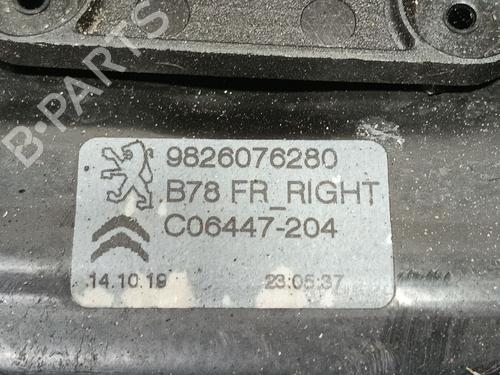 B-PARTS
9826076280
B78 FR_RIGHT
C06447-204
14.10.19 23:05:37